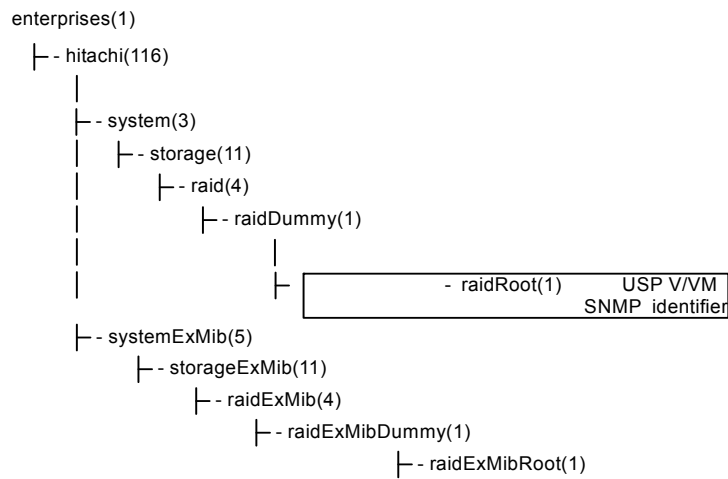 enterprises(1)
- hitachi(116)
- system(3)
- storage(11)
- raid(4)
- raidDummy(1)
- raidRoot(1) USP V/VM
SNMP identifier
- systemExMib(5)
- storageExMib(11)
- raidExMib(4)
- raidExMibDummy(1)
- raidExMibRoot(1)